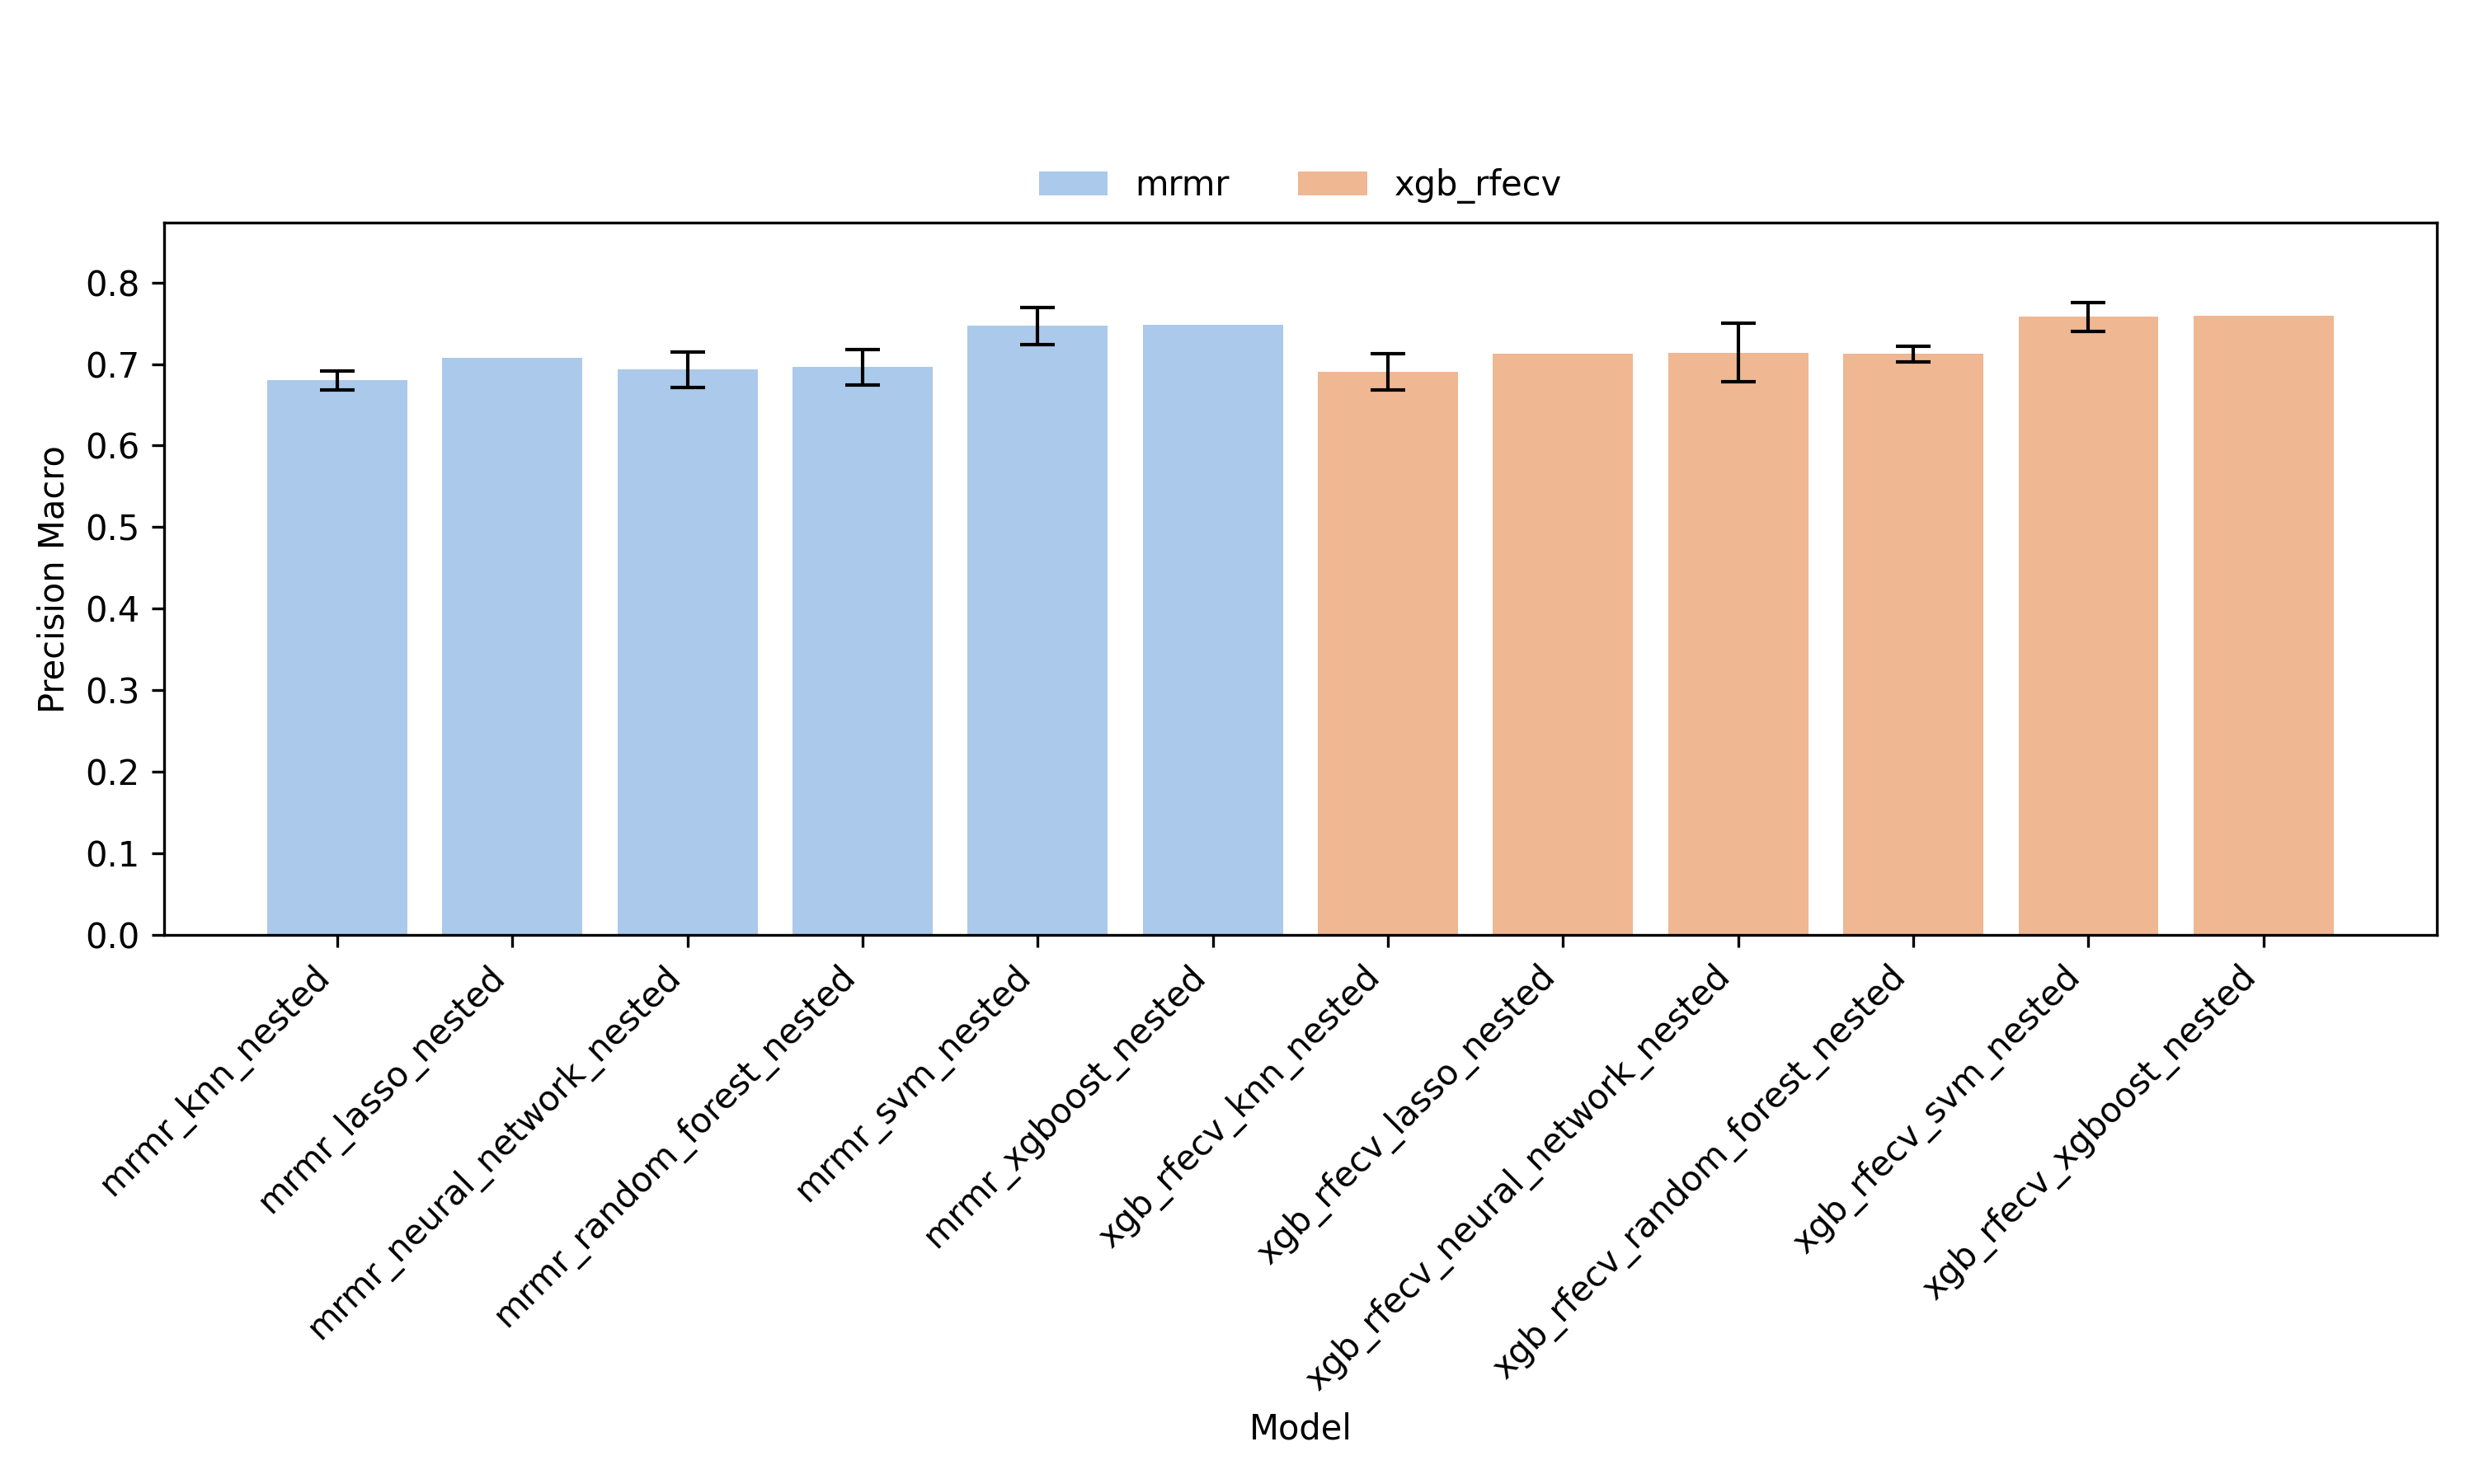 mrmr xgb_rfecv
Precision Macro
0.8
0.7
0.6
0.5
0.4
0.3
0.2
0.1
0.0
mrmr_knn_nested
mrmr_lasso_nested
mrmr_neural_network_nested
mrmr_random_forest_nested
mrmr_svm_nested
mrmr_xgboost_nested
xgb_rfecv_knn_nested
xgb_rfecv_lasso_nested
xgb_rfecv_neural_network_nested
xgb_rfecv_random_forest_nested
xgb_rfecv_svm_nested
xgb_rfecv_xgboost_nested
Model